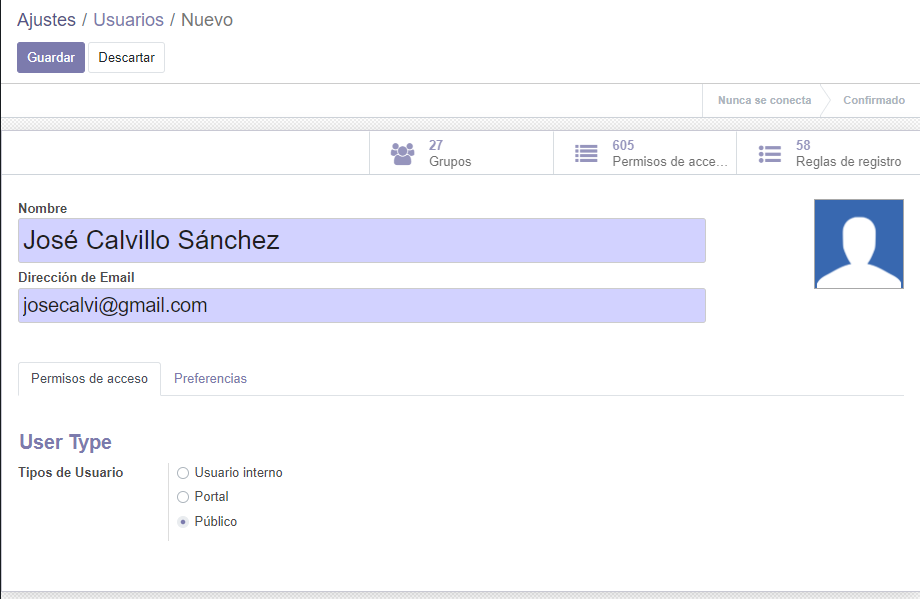 Ajustes / Usuarios / Nuevo
Guardar Descartar
Nunca se conecta Confirmado
27 605 58
Grupos Permisos de acce... Reglas de registro
Nombre
José Calvillo Sánchez
Dirección de Email
josecalvi@gmail.com
Permisos de acceso Preferencias
User Type
Tipos de Usuario Usuario interno
Portal
Público